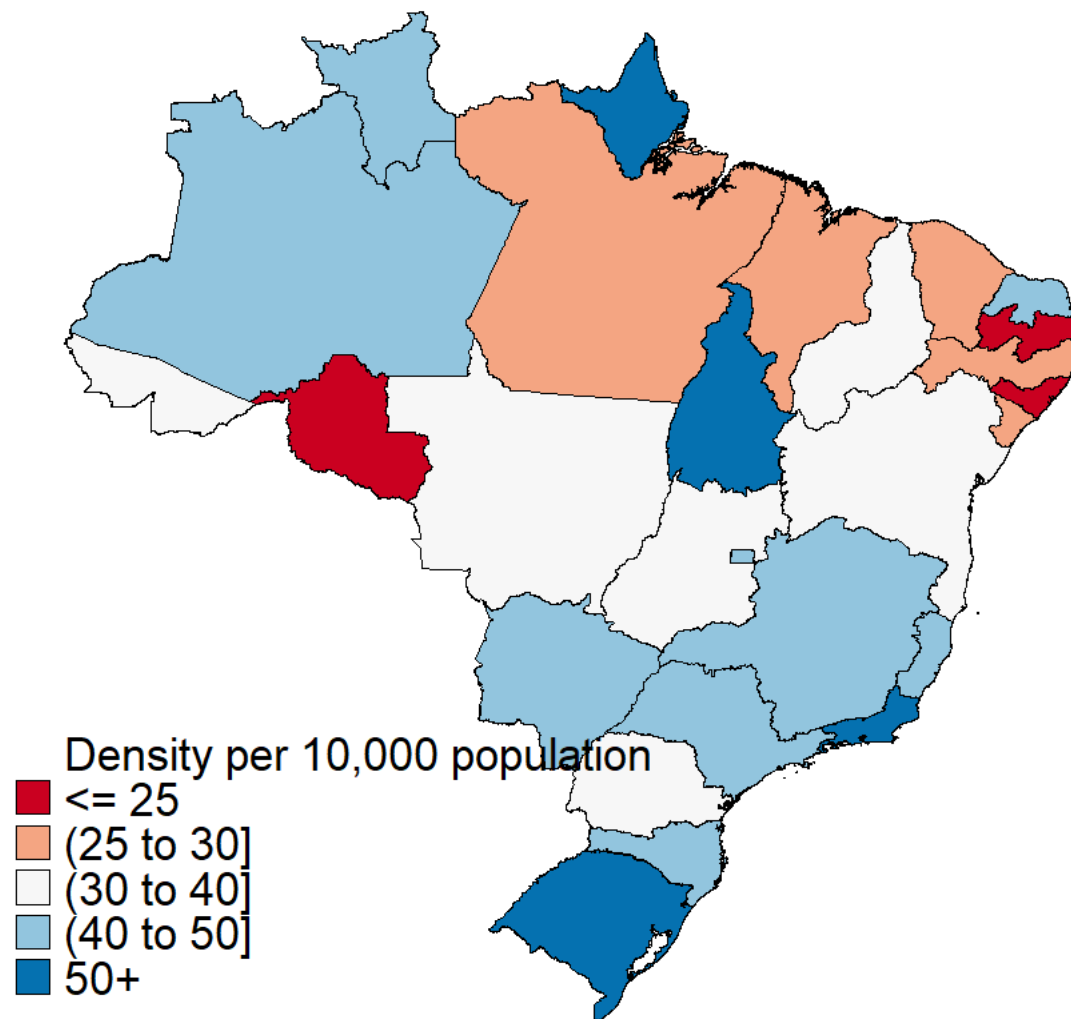 Density per 10,000 population
<= 25
(25 to 30]
(30 to 40]
(40 to 50]
50+